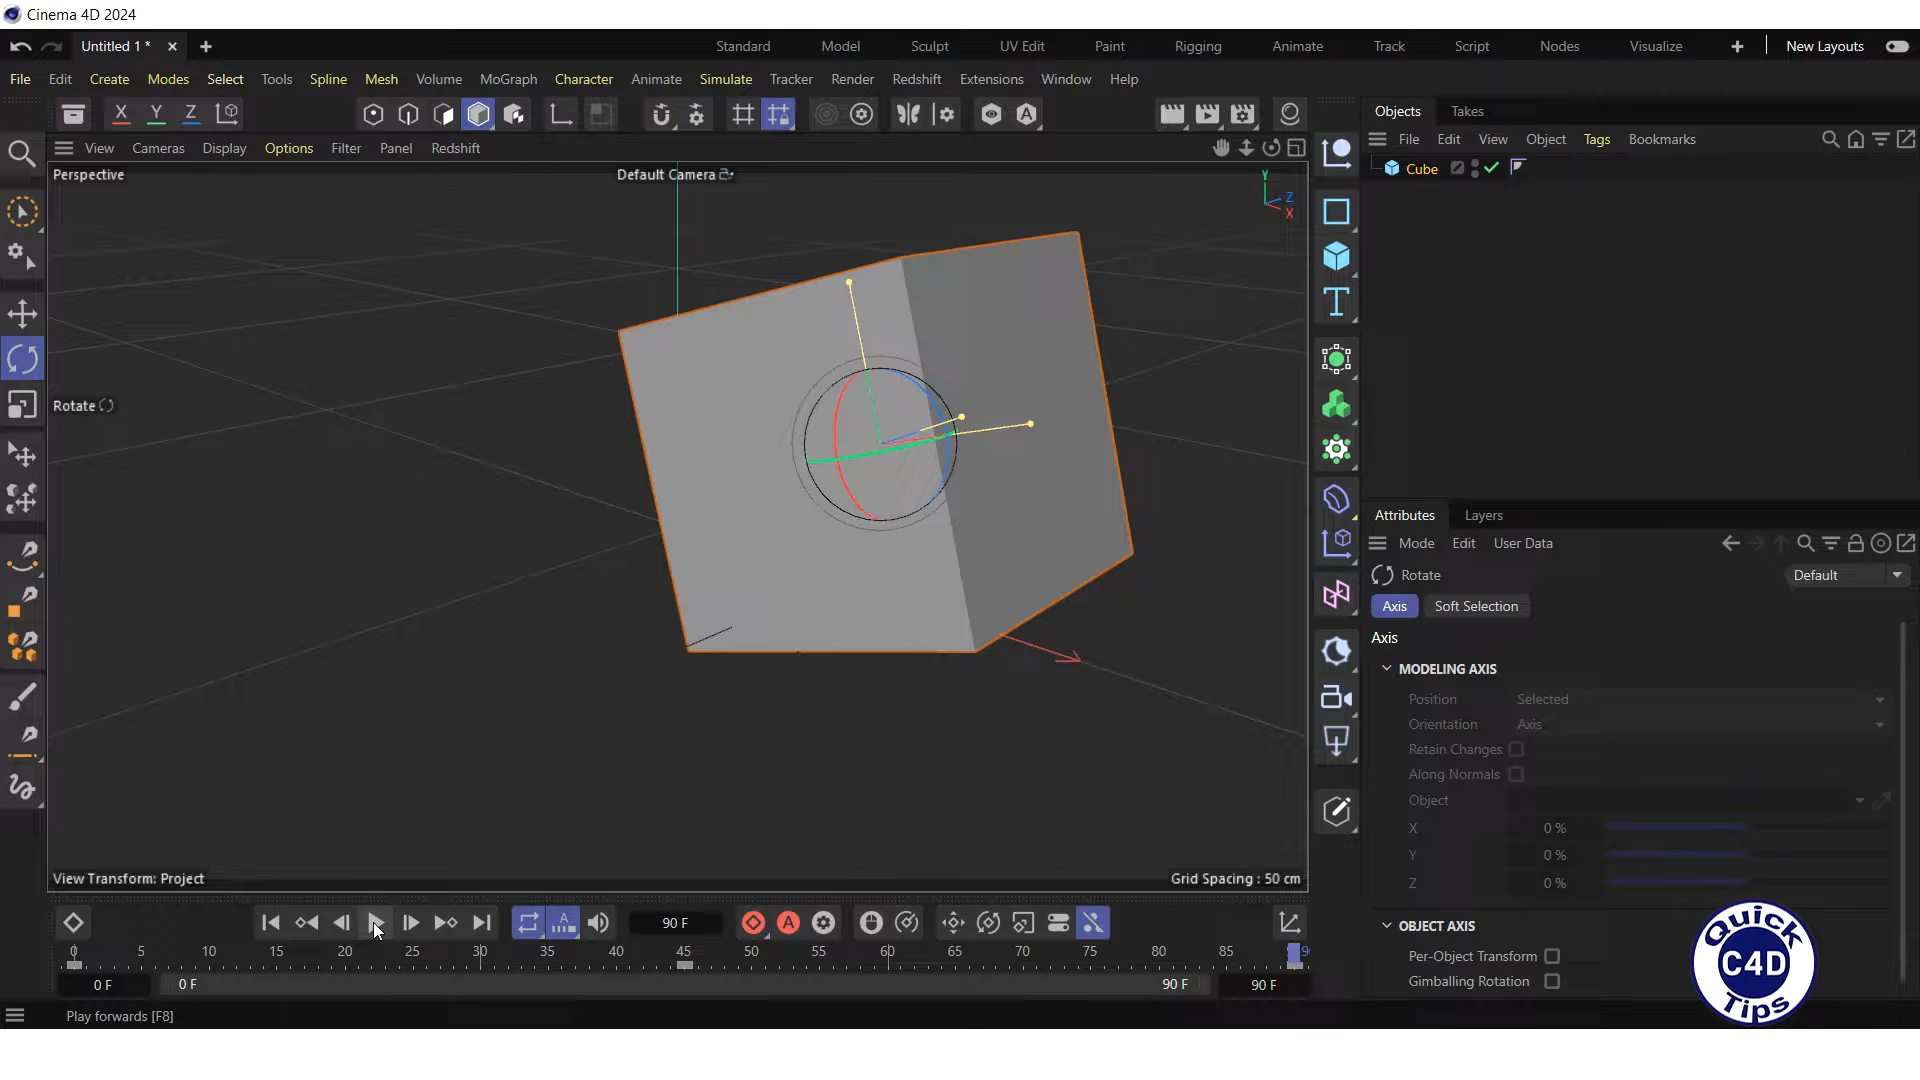 Cinema 4D 2024
Untitled 1 *
Standard Model Sculpt UV Edit Paint Rigging Animate Track Script Nodes Visualize New Layouts
File Edit Create Modes Select Tools Spline Mesh Volume MoGraph Character Animate Simulate Tracker Render Redshift Extensions Window Help
X Y Z
Objects Takes
View Cameras Display Options Filter Panel Redshift
File Edit View Object Tags Bookmarks
Perspective
Default Camera
Y
Z
X
Cube
Rotate
Attributes Layers
Mode Edit User Data
Rotate
Default
Axis Soft Selection
Axis
MODELING AXIS
Position Selected
Orientation Axis
Retain Changes
Along Normals
Object
X 0 %
Y 0 %
Z 0 %
View Transform: Project
Grid Spacing : 50 cm
90 F
OBJECT AXIS
Per-Object Transform
Gimballing Rotation
0 5 10 15 20 25 30 35 40 45 50 55 60 65 70 75 80 85 9
0 F 0 F 90 F 90 F
Play forwards [F8]
Quick
C4D
Tips